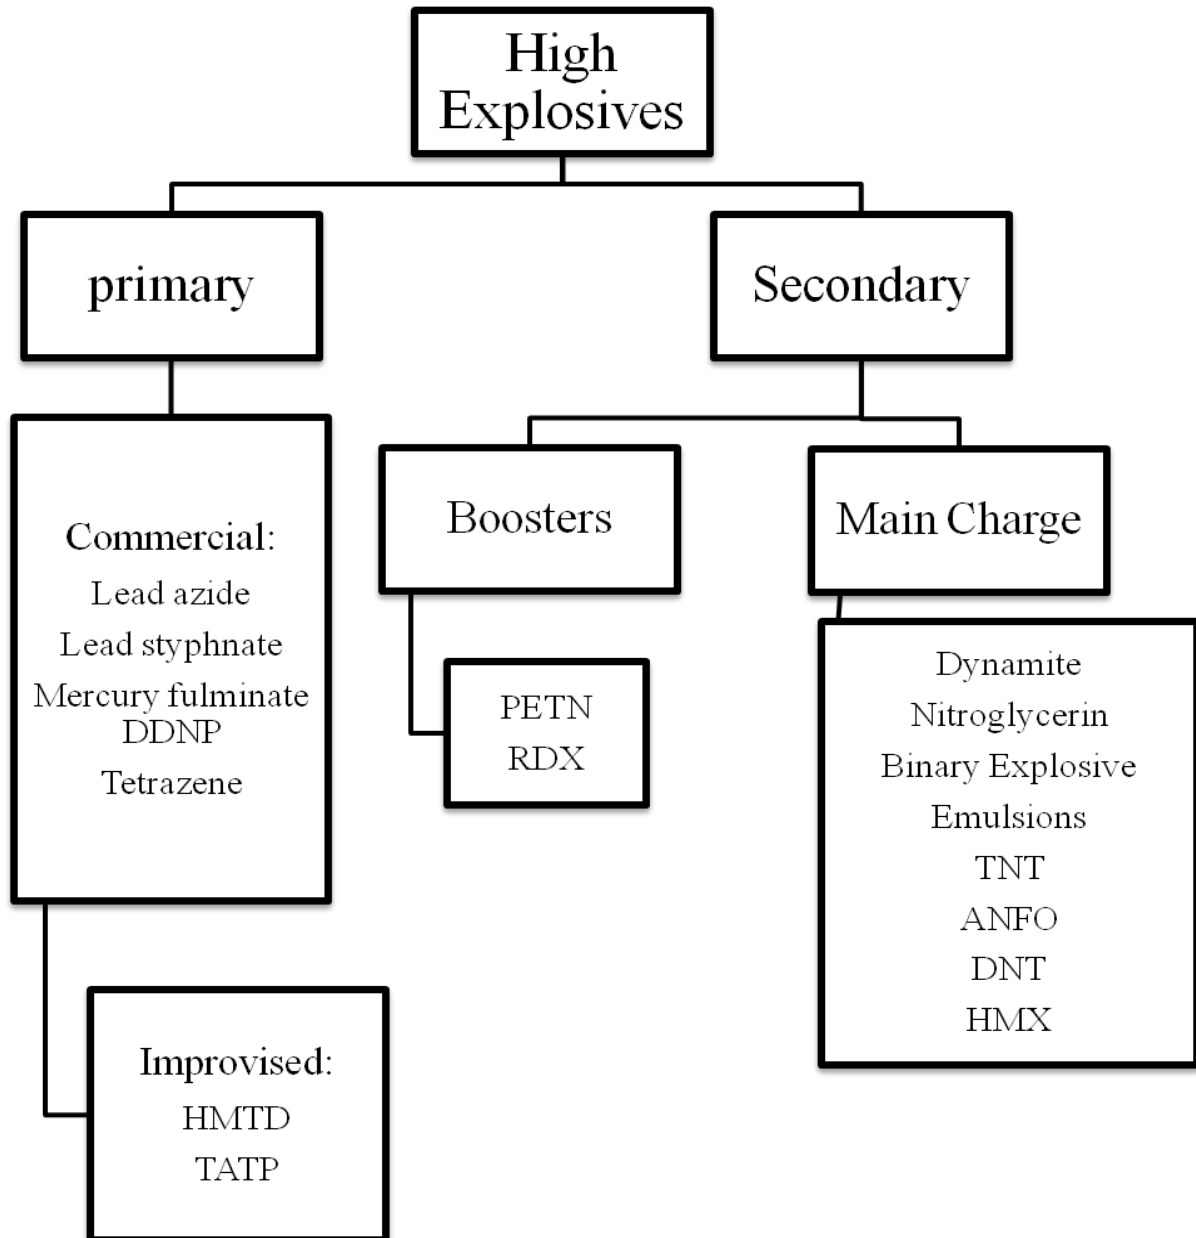 High
Explosives
primary
Secondary
Commercial:
Lead azide
Lead styphnate
Mercury fulminate
DDNP
Tetrazene
Boosters
Main Charge
PETN
RDX
Dynamite
Nitroglycerin
Binary Explosive
Emulsions
TNT
ANFO
DNT
HMX
Improvised:
HMTD
TATP